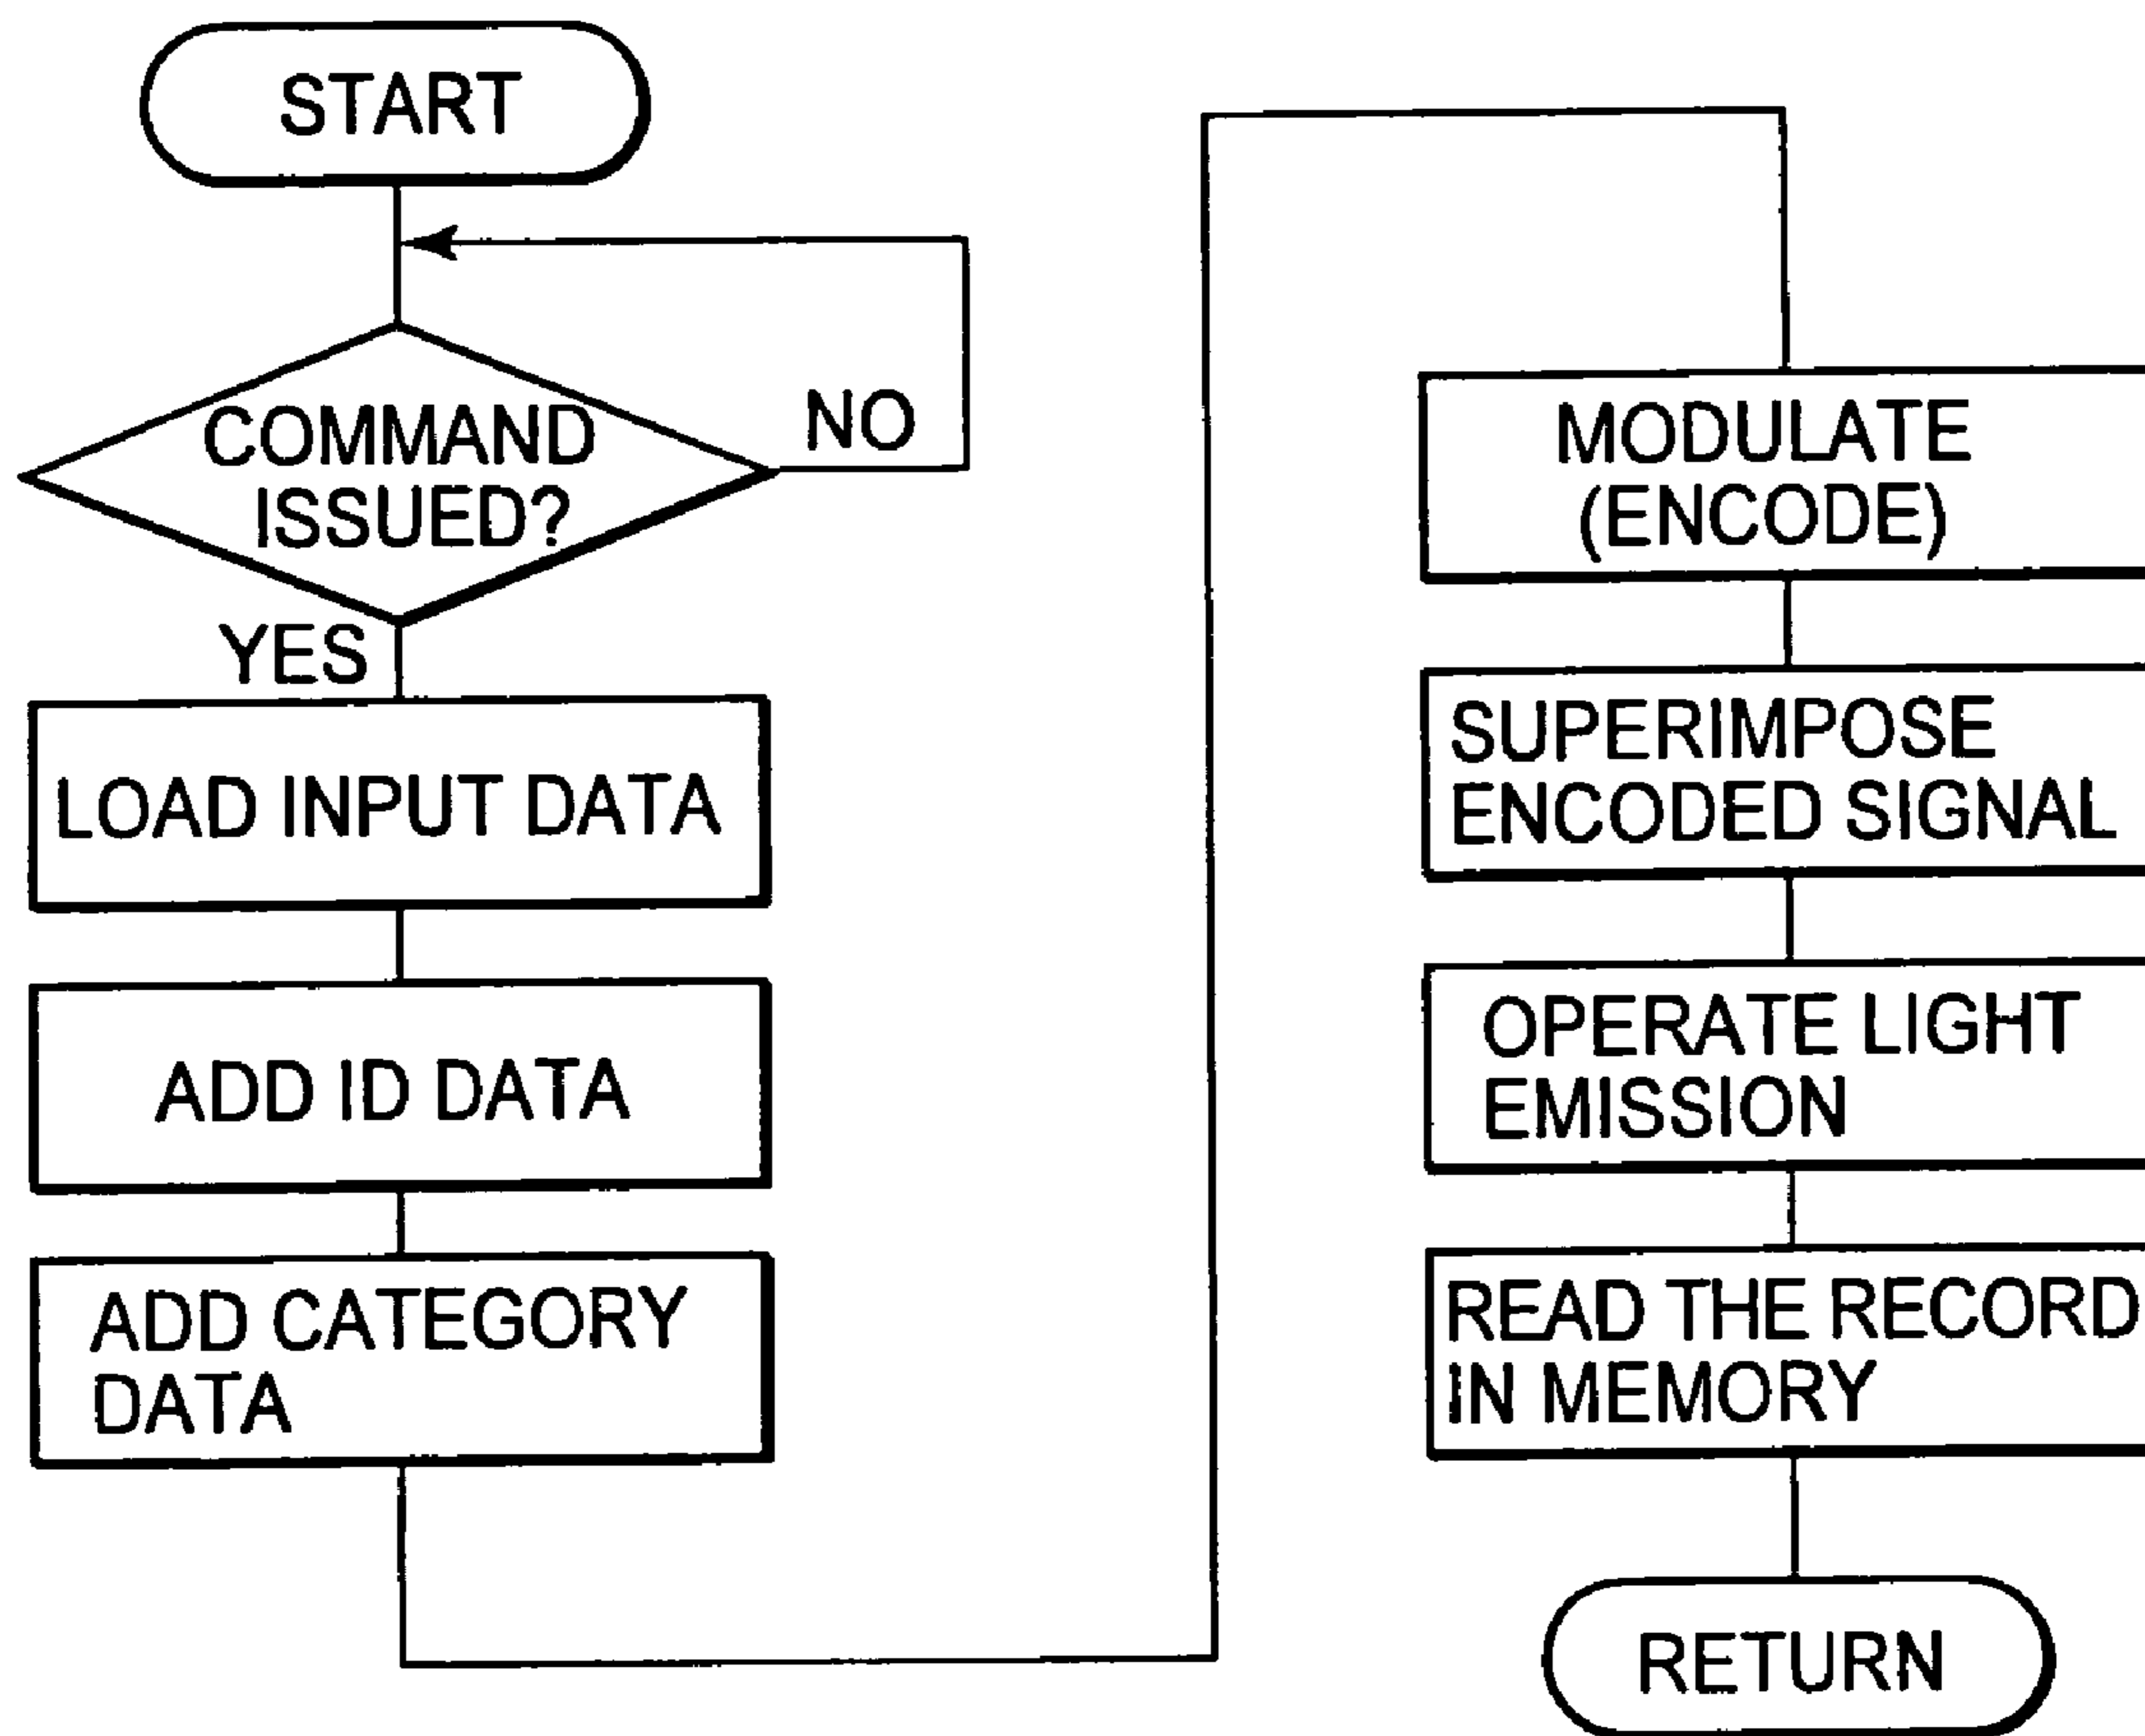 START
COMMAND
ISSUED?
NO
YES
LOAD INPUT DATA
ADD ID DATA
ADD CATEGORY
DATA
MODULATE
(ENCODE)
SUPERIMPOSE
ENCODED SIGNAL
OPERATE LIGHT
EMISSION
READ THE RECORD
IN MEMORY
RETURN